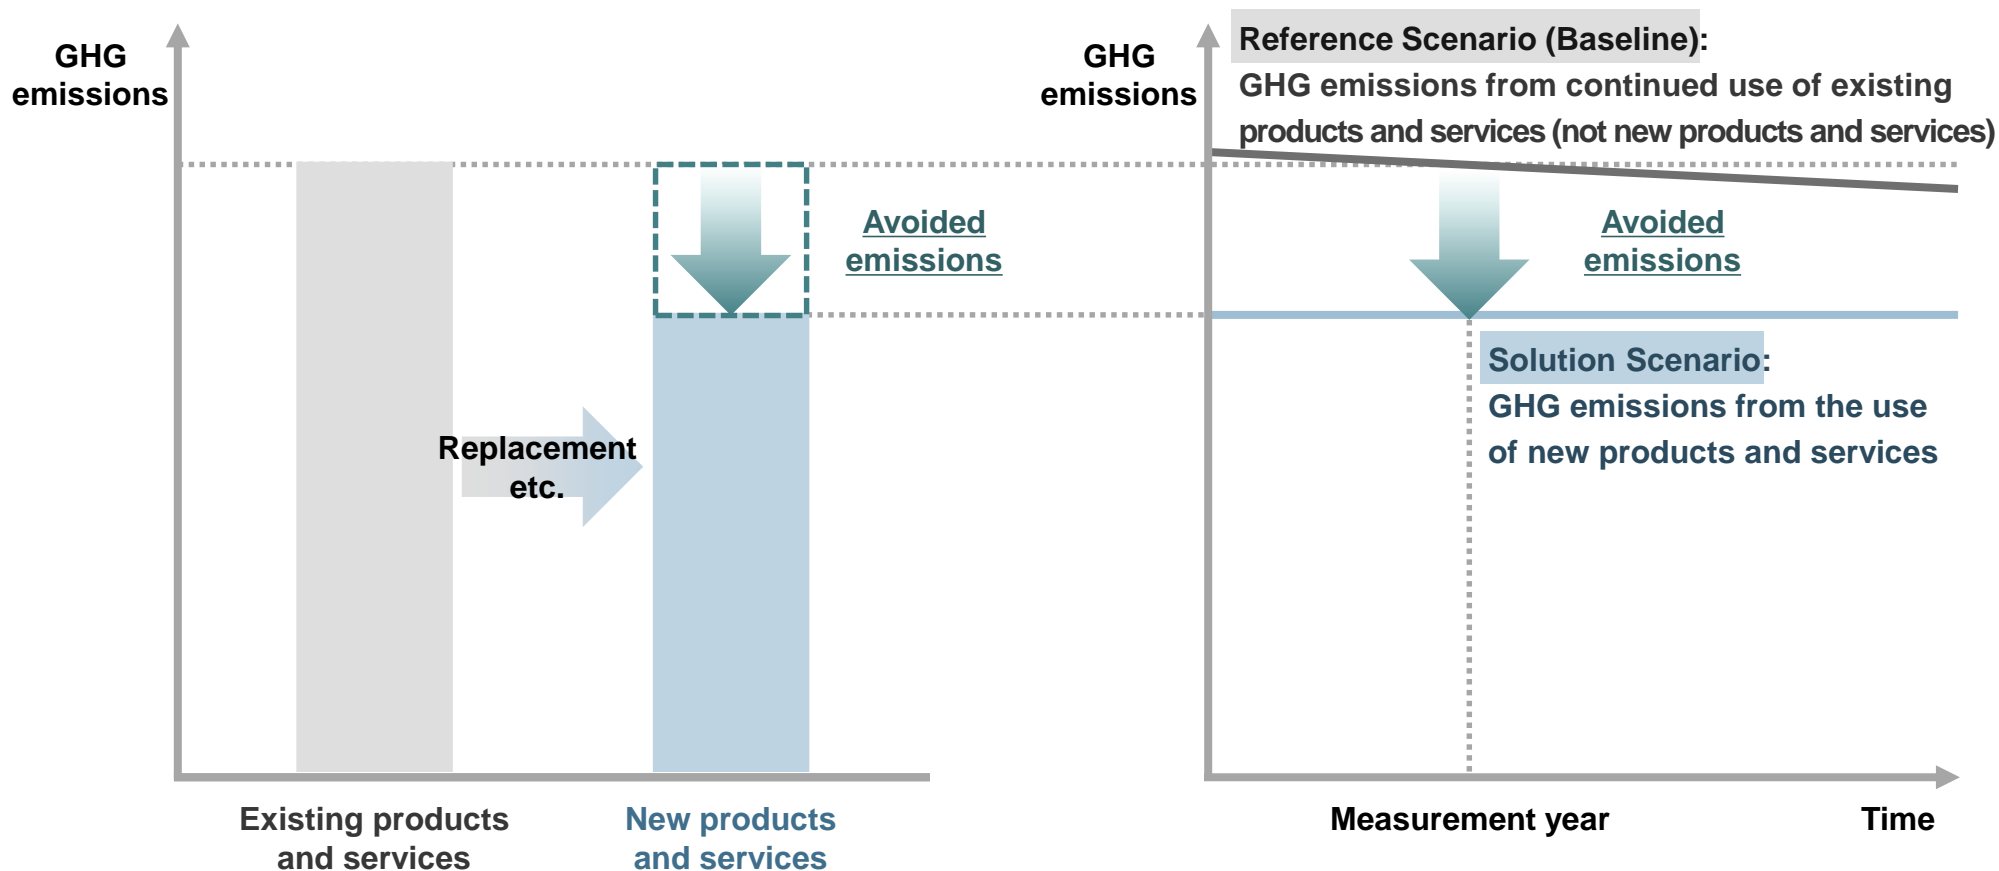 GHG
emissions
Avoided
emissions
Replacement
etc.
Existing products
and services
New products
and services
GHG
emissions
Reference Scenario (Baseline):
GHG emissions from continued use of existing
products and services (not new products and services)
Avoided
emissions
Solution Scenario:
GHG emissions from the use
of new products and services
Measurement year
Time